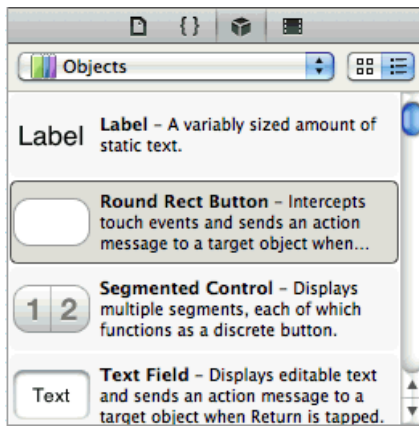 { }
Objects
Label
Label – A variably sized amount of
static text.
Round Rect Button – Intercepts
touch events and sends an action
message to a target object when...
1 2
Segmented Control – Displays
multiple segments, each of which
functions as a discrete button.
Text
Text Field – Displays editable text
and sends an action message to a
target object when Return is tapped.